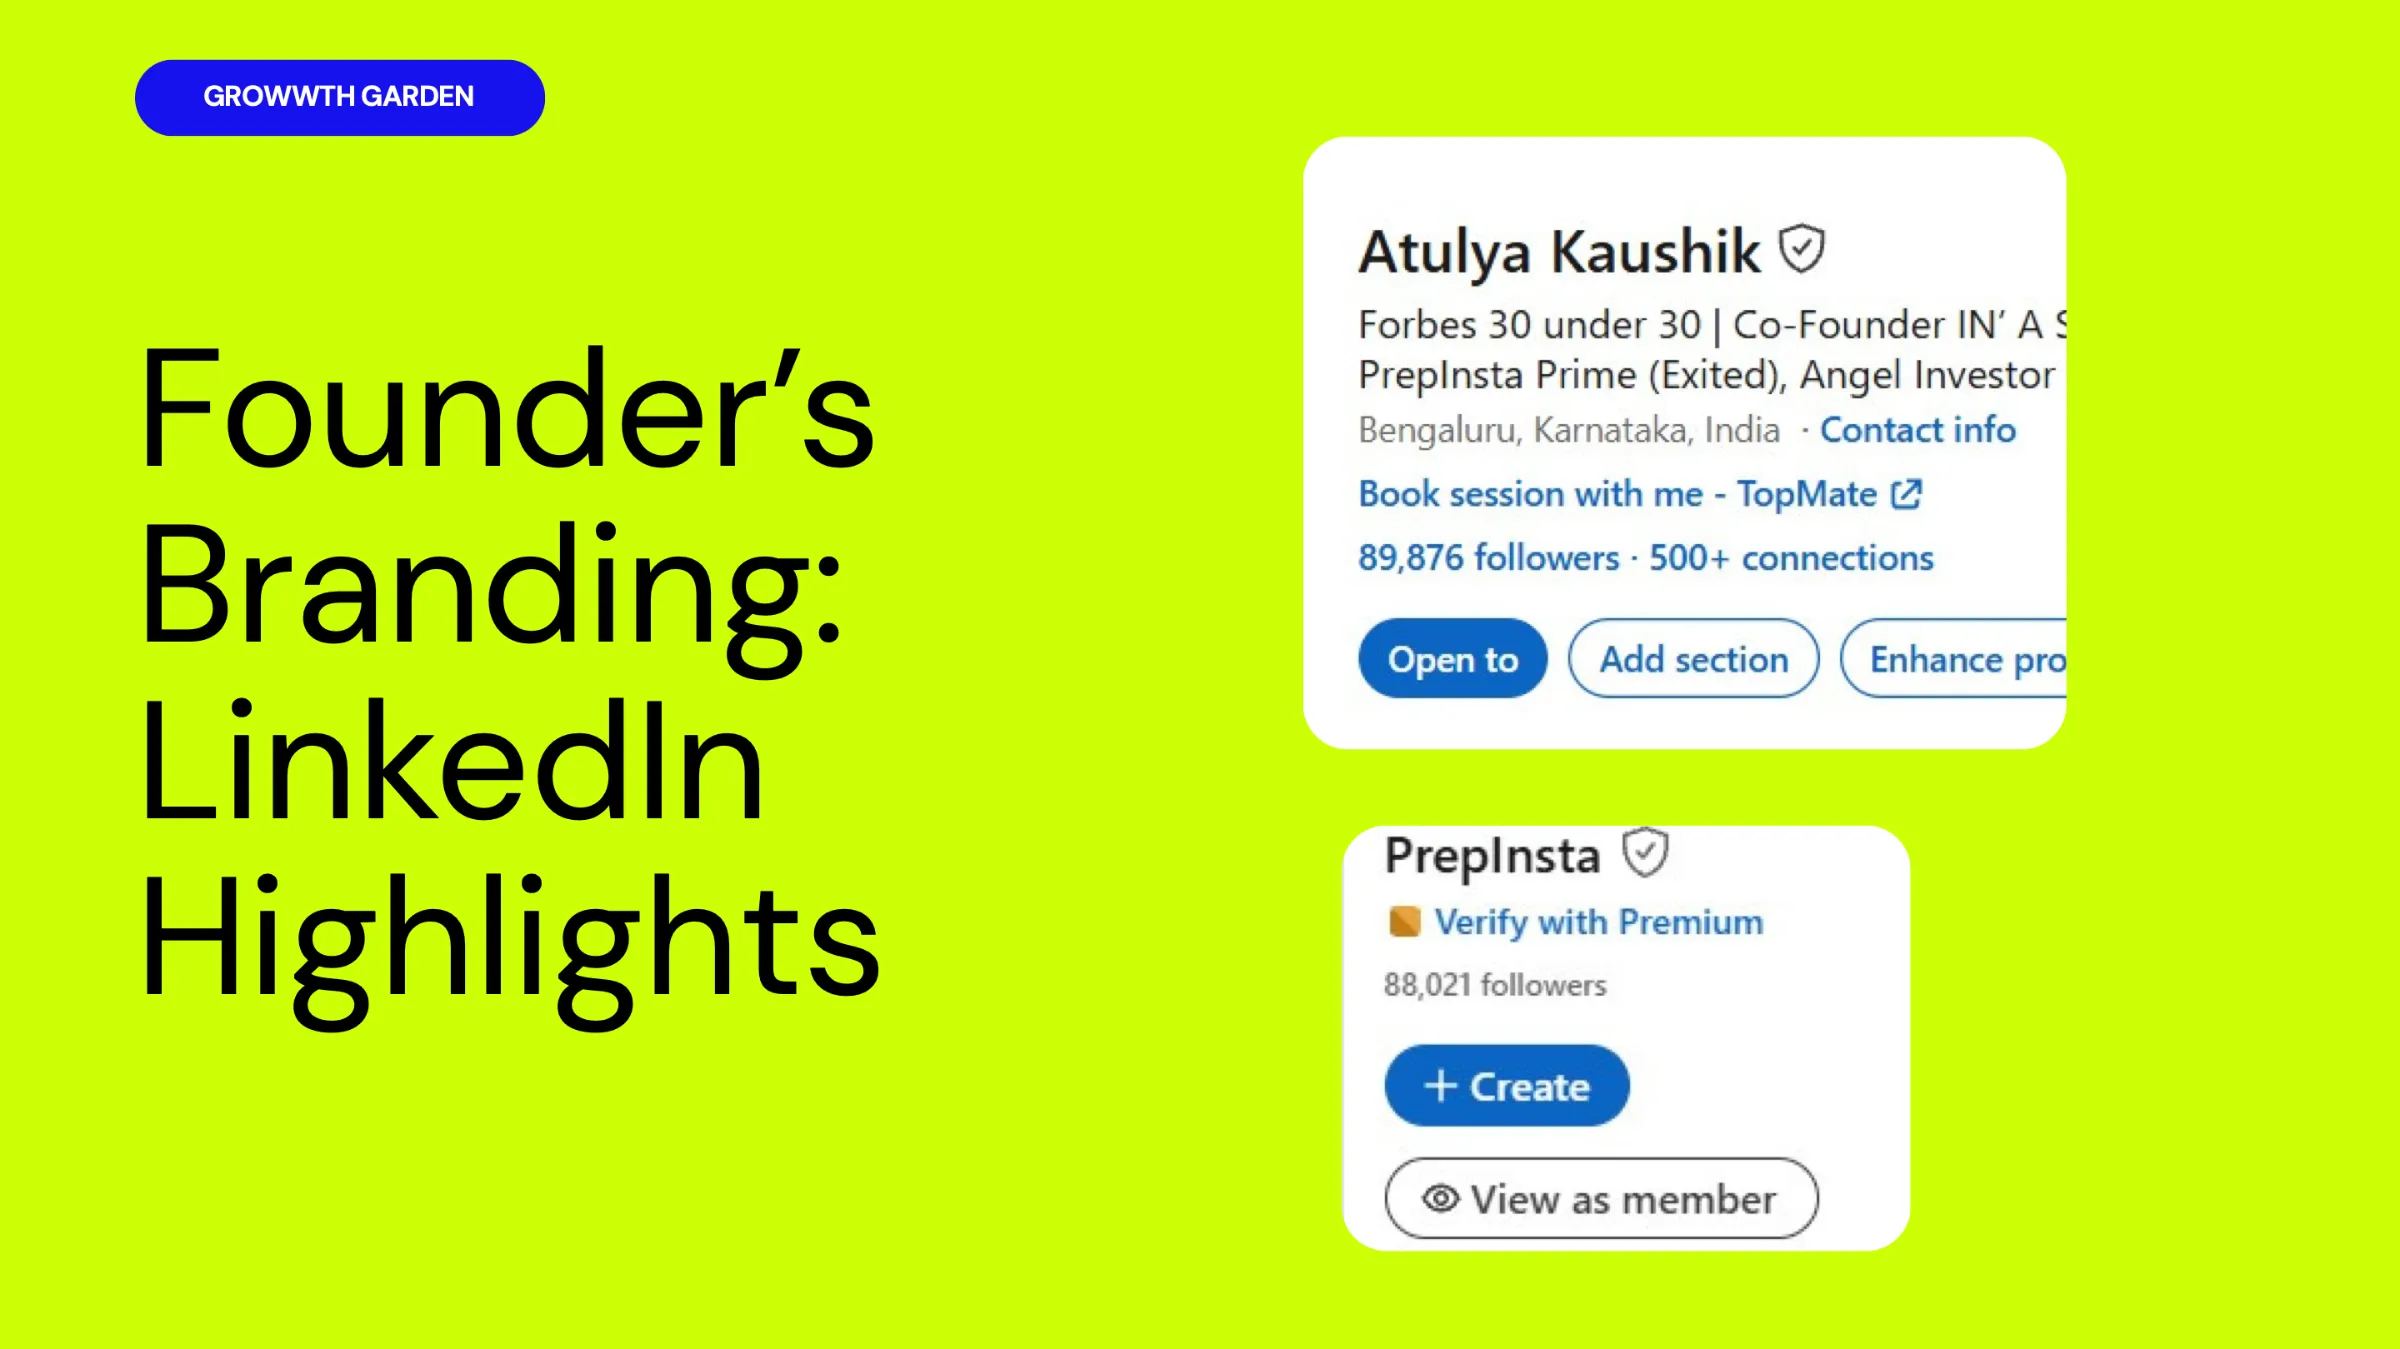 GROWWTH GARDEN
Founder’s
Branding:
LinkedIn
Highlights
Atulya Kaushik
Forbes 30 under 30 | Co-Founder IN’ A S
PrepInsta Prime (Exited), Angel Investor
Bengaluru, Karnataka, India · Contact info
Book session with me - TopMate
89,876 followers · 500+ connections
Open to Add section Enhance pro
PrepInsta
Verify with Premium
88,021 followers
+ Create
View as member